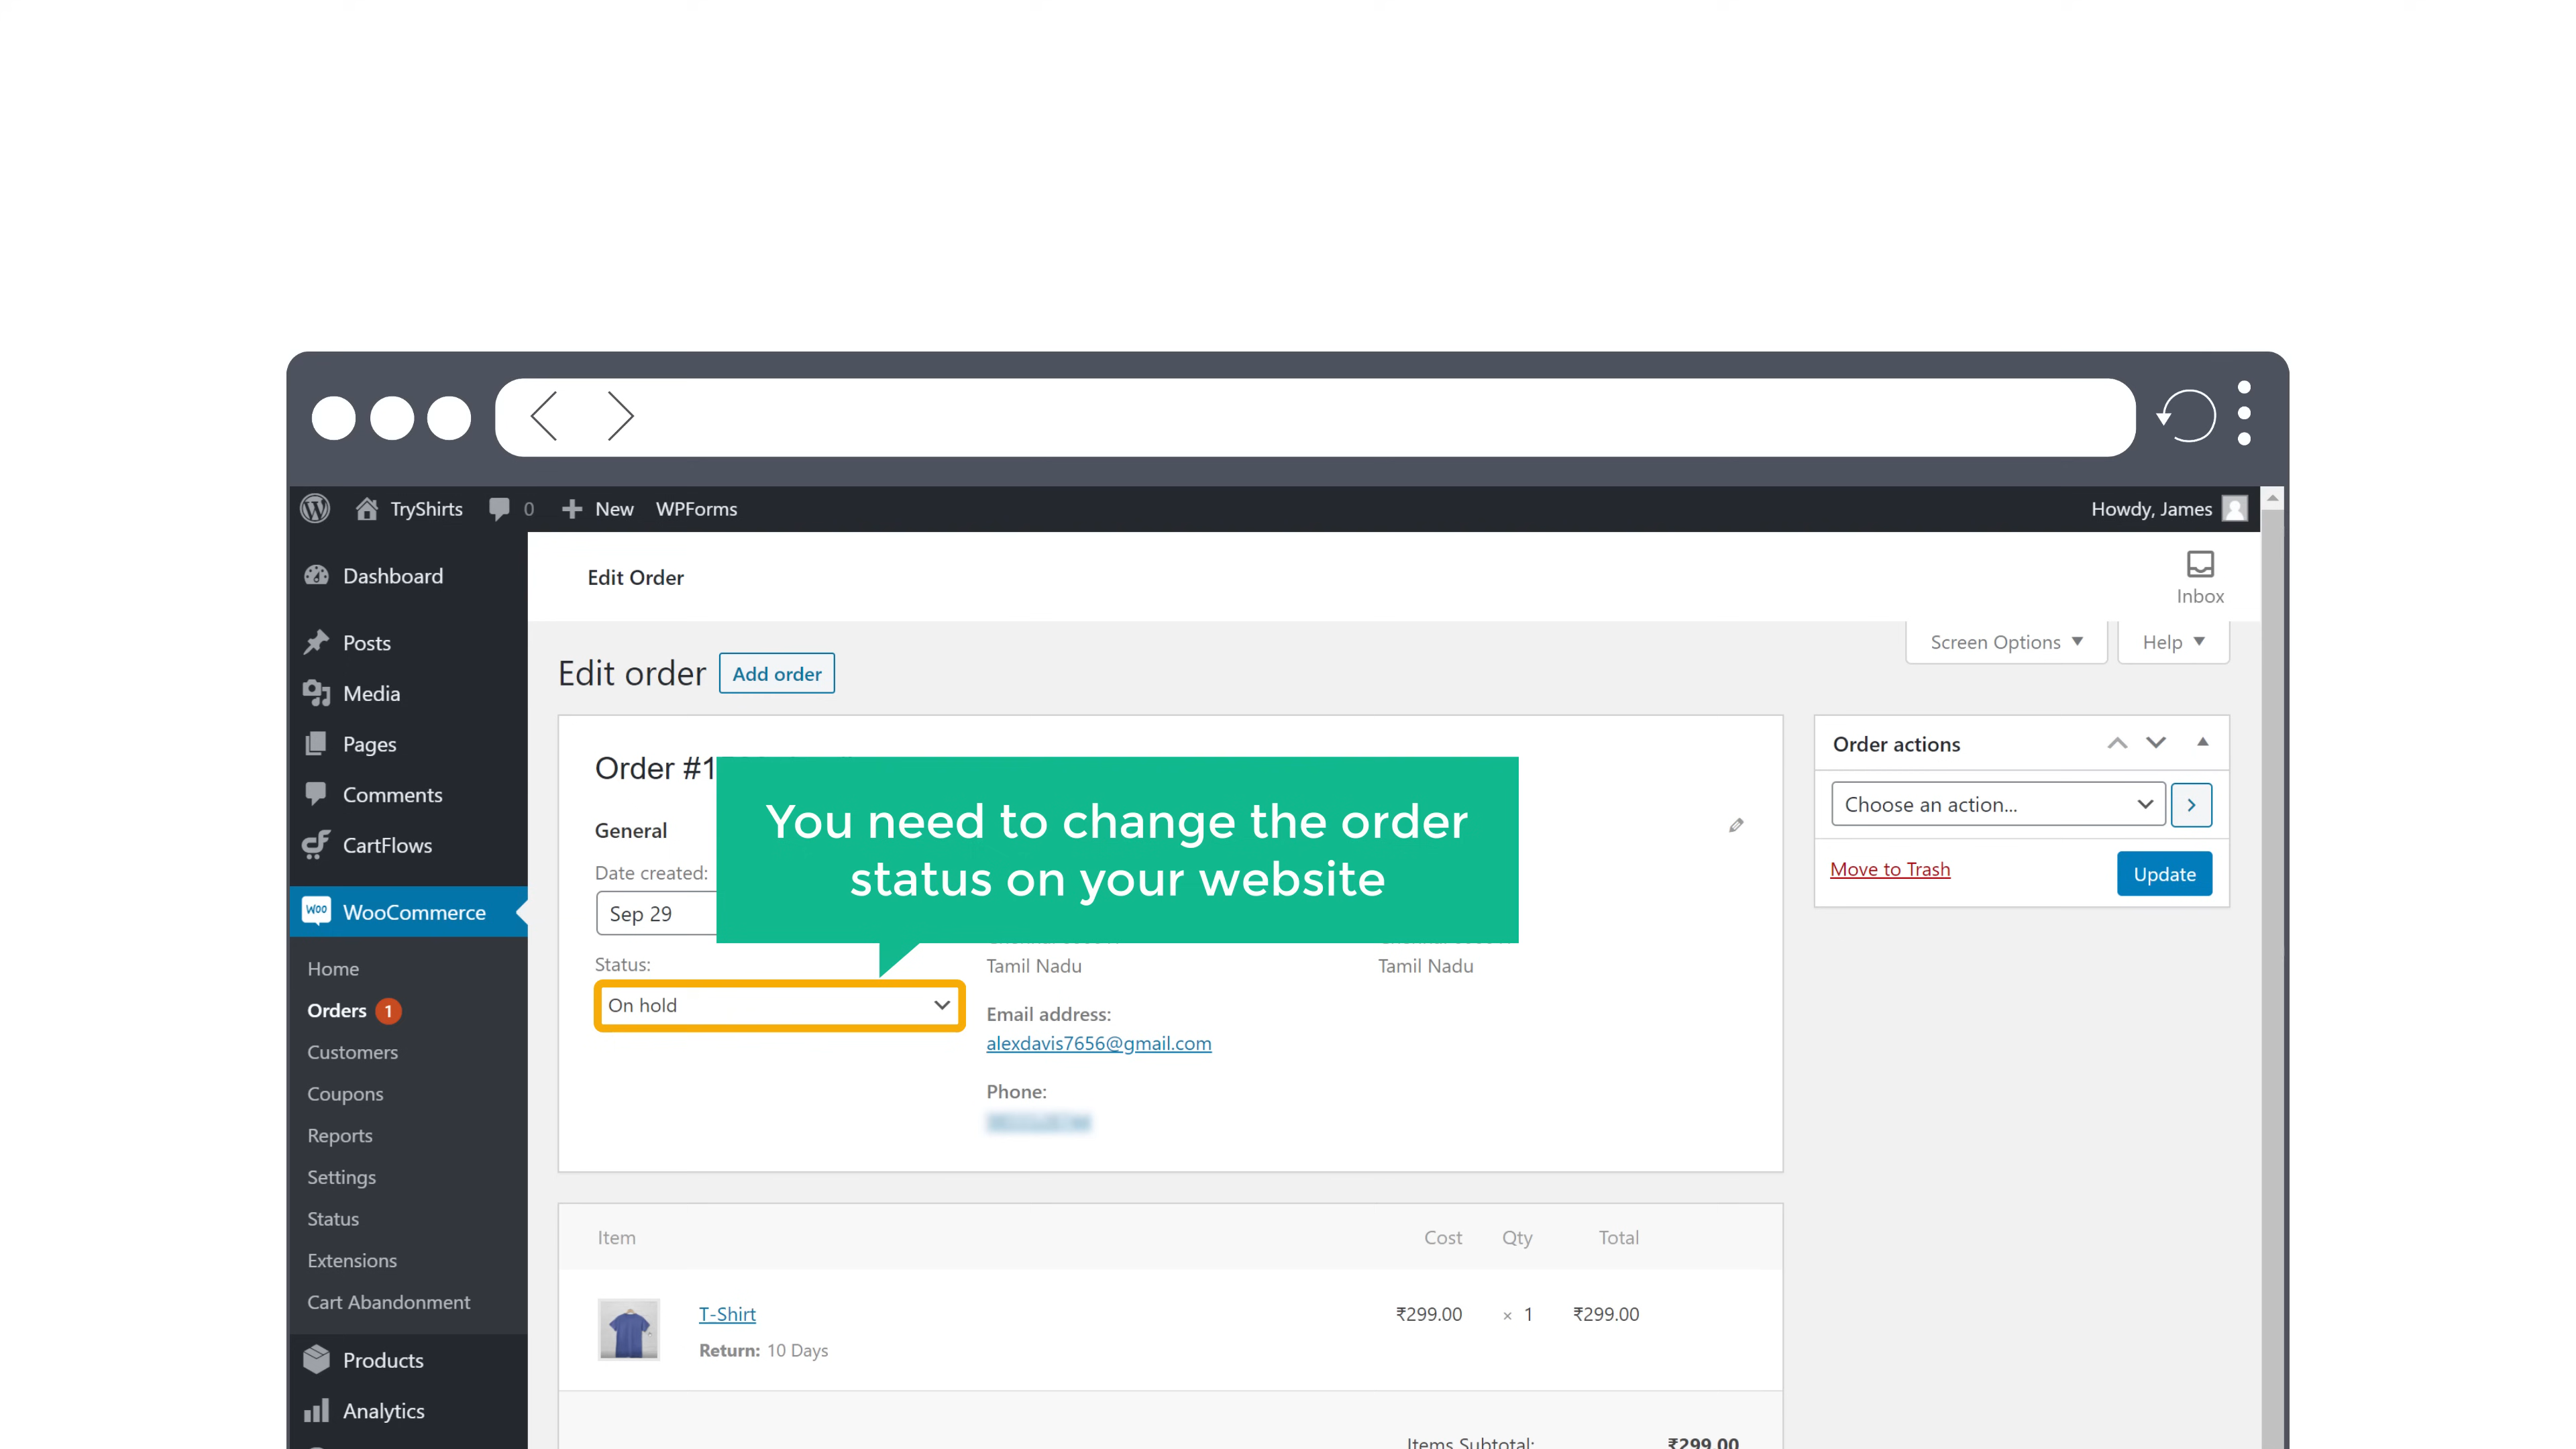 TryShirts 0 New WPForms Howdy, James
Dashboard
Posts
Media
Pages
Comments
CartFlows
Woo WooCommerce
Home
Orders 1
Customers
Coupons
Reports
Settings
Status
Extensions
Cart Abandonment
Products
Analytics
Edit Order
Inbox
Screen Options Help
Edit order Add order
Order #1
You need to change the order
status on your website
General
Date created:
Sep 29
Status:
On hold
Tamil Nadu
Email address:
alexdavis7656@gmail.com
Phone:
Tamil Nadu
Order actions
Choose an action...
Move to Trash Update
Item Cost Qty Total
T-Shirt ₹299.00 × 1 ₹299.00
Return: 10 Days
Items Subtotal: ₹299.00